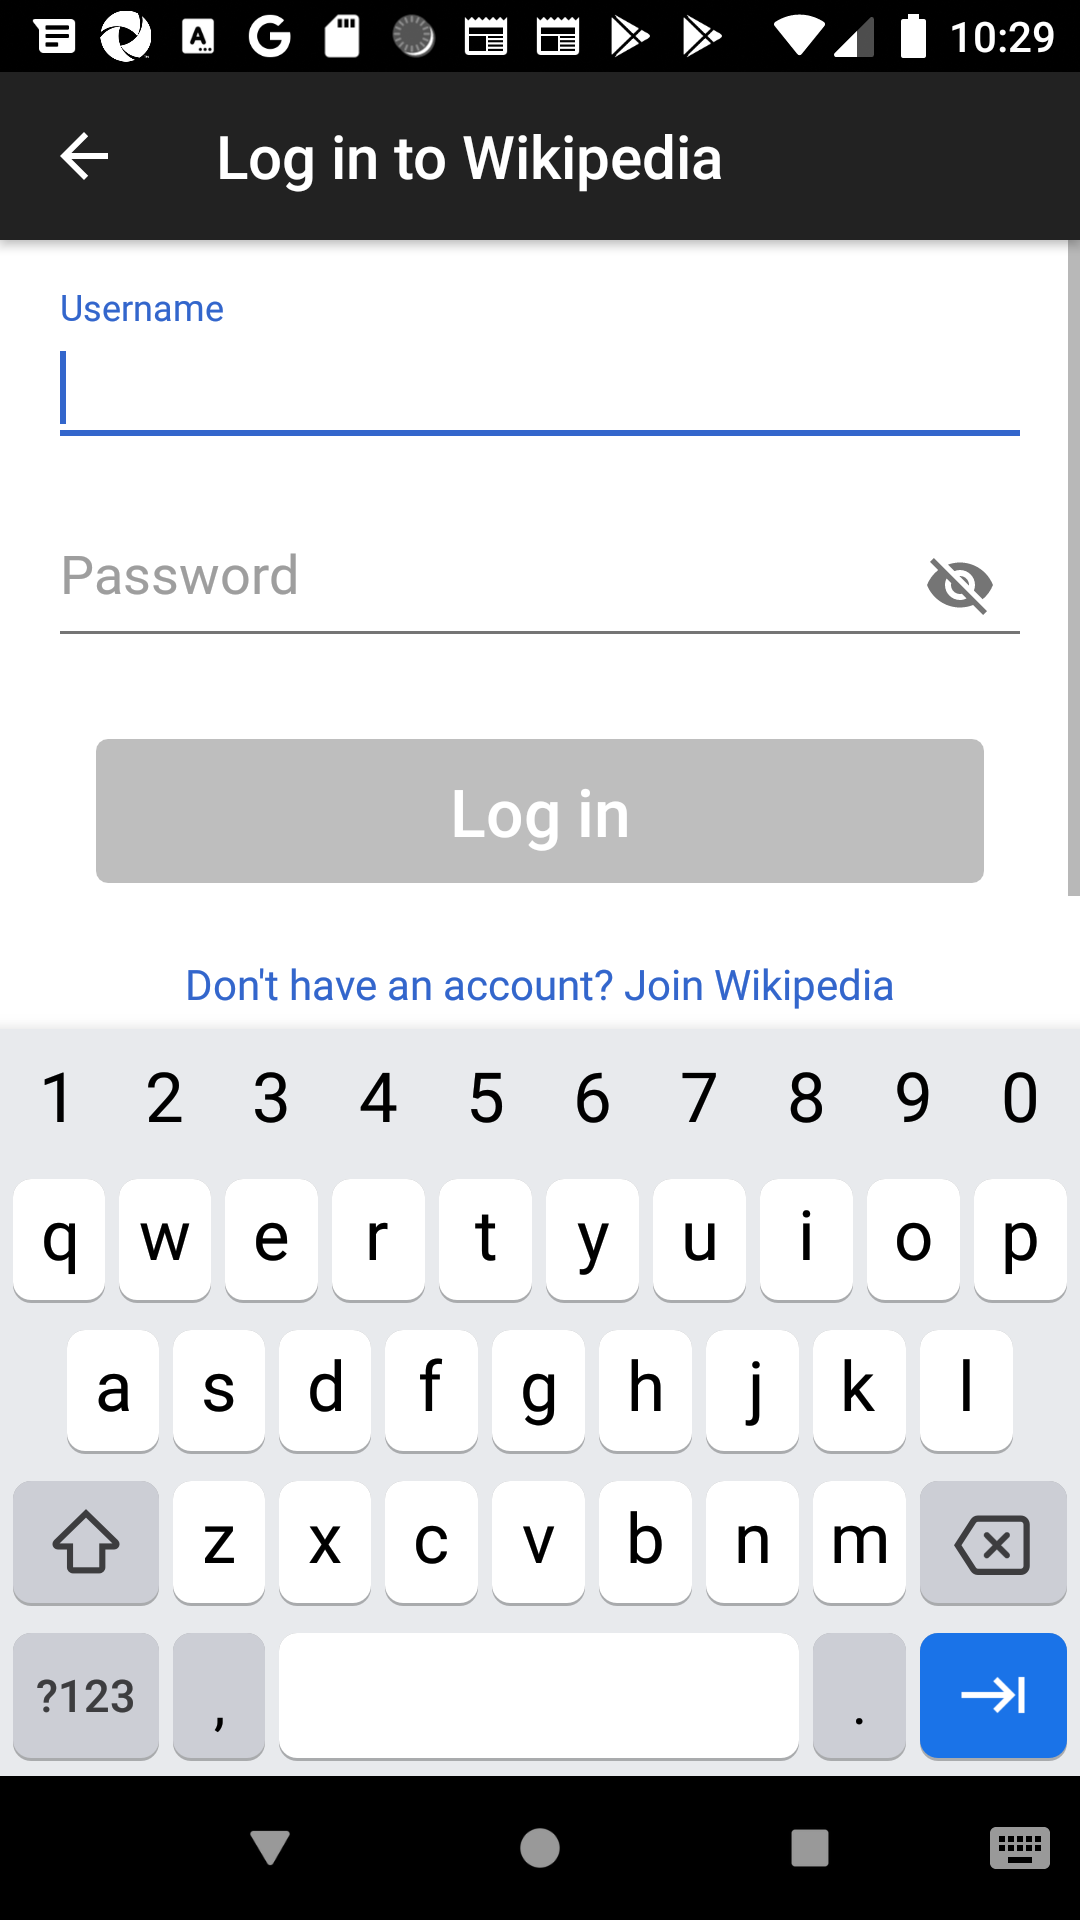 10:29
Log in to Wikipedia
Username
Password
Log in
Don't have an account? Join Wikipedia
1 2 3 4 5 6 7 8 9 0
q w e r t y u i o p
a s d f g h j k l
z x c v b n m
?123 , .